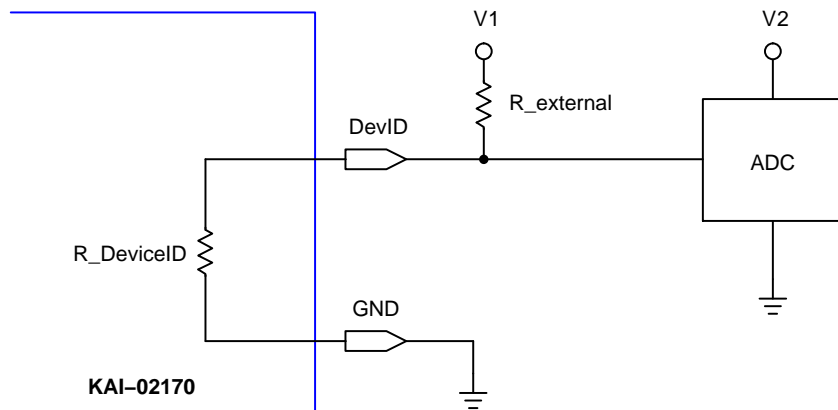 V1
V2
R_external
DevID
ADC
R_DeviceID
GND
KAI−02170